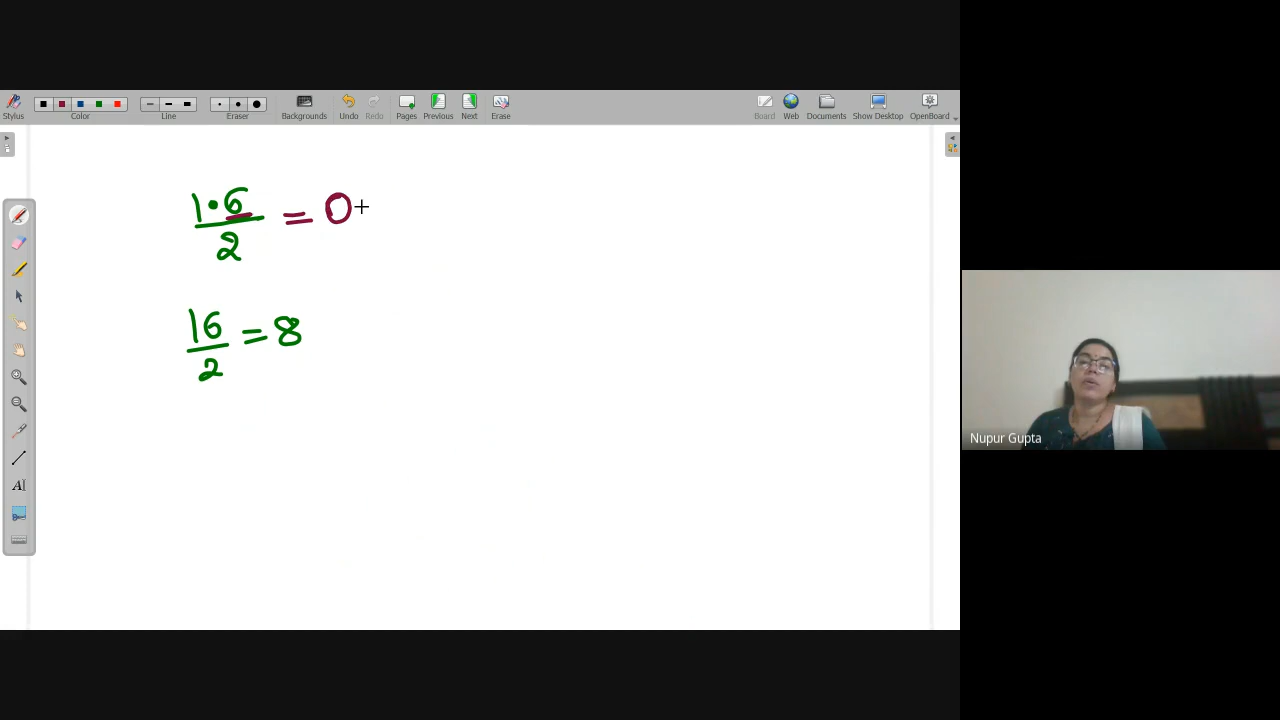 Stylus Color Line Eraser Backgrounds Undo Redo Pages Previous Next Erase Board Web Documents Show Desktop OpenBoard
1·6/2 = 0
16/2 = 8
Nupur Gupta